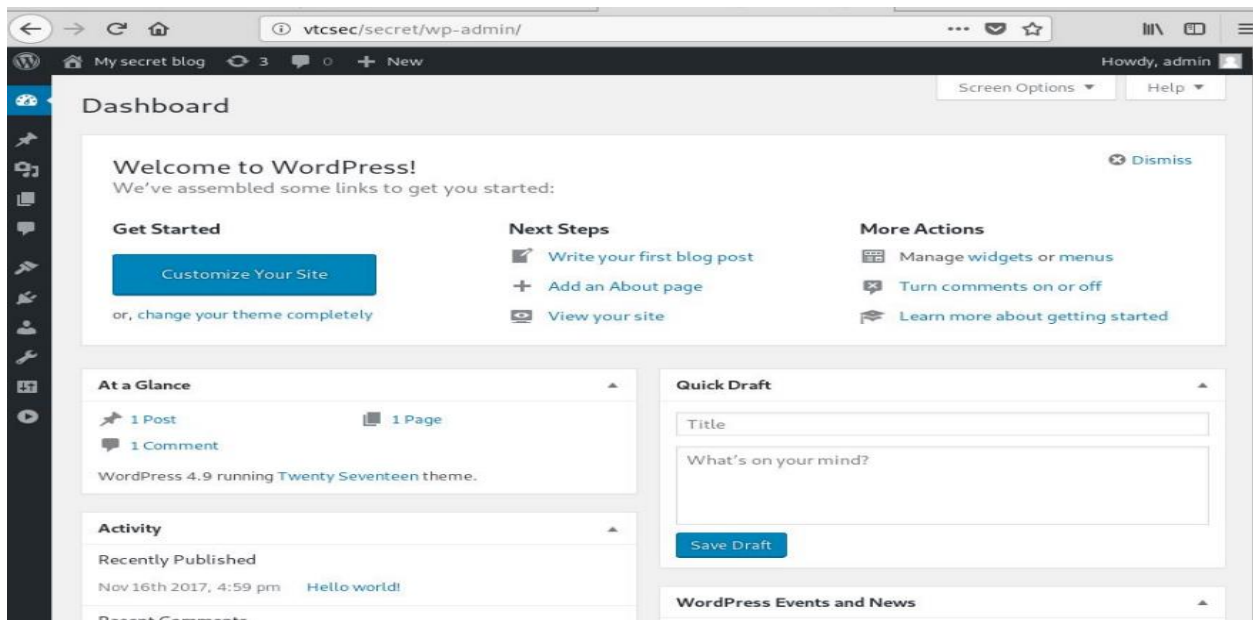 vtcsec/secret/wp-admin/
My secret blog 3 0 + New Howdy, admin
Screen Options Help
Dashboard
Welcome to WordPress!
Dismiss
We've assembled some links to get you started:
Get Started
Customize Your Site
or, change your theme completely
Next Steps
Write your first blog post
Add an About page
View your site
More Actions
Manage widgets or menus
Turn comments on or off
Learn more about getting started
At a Glance
1 Post 1 Page
1 Comment
WordPress 4.9 running Twenty Seventeen theme.
Activity
Recently Published
Nov 16th 2017, 4:59 pm Hello world!
Recent Comments
Quick Draft
Title
What's on your mind?
Save Draft
WordPress Events and News